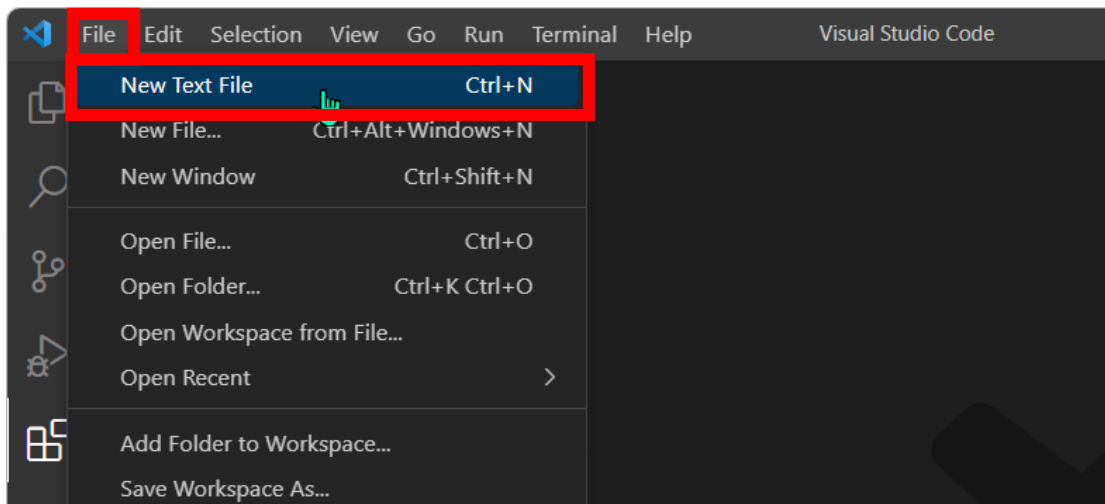 File Edit Selection View Go Run Terminal Help Visual Studio Code
New Text File Ctrl+N
New File... Ctrl+Alt+Windows+N
New Window Ctrl+Shift+N
Open File... Ctrl+O
Open Folder... Ctrl+K Ctrl+O
Open Workspace from File...
Open Recent
Add Folder to Workspace...
Save Workspace As...